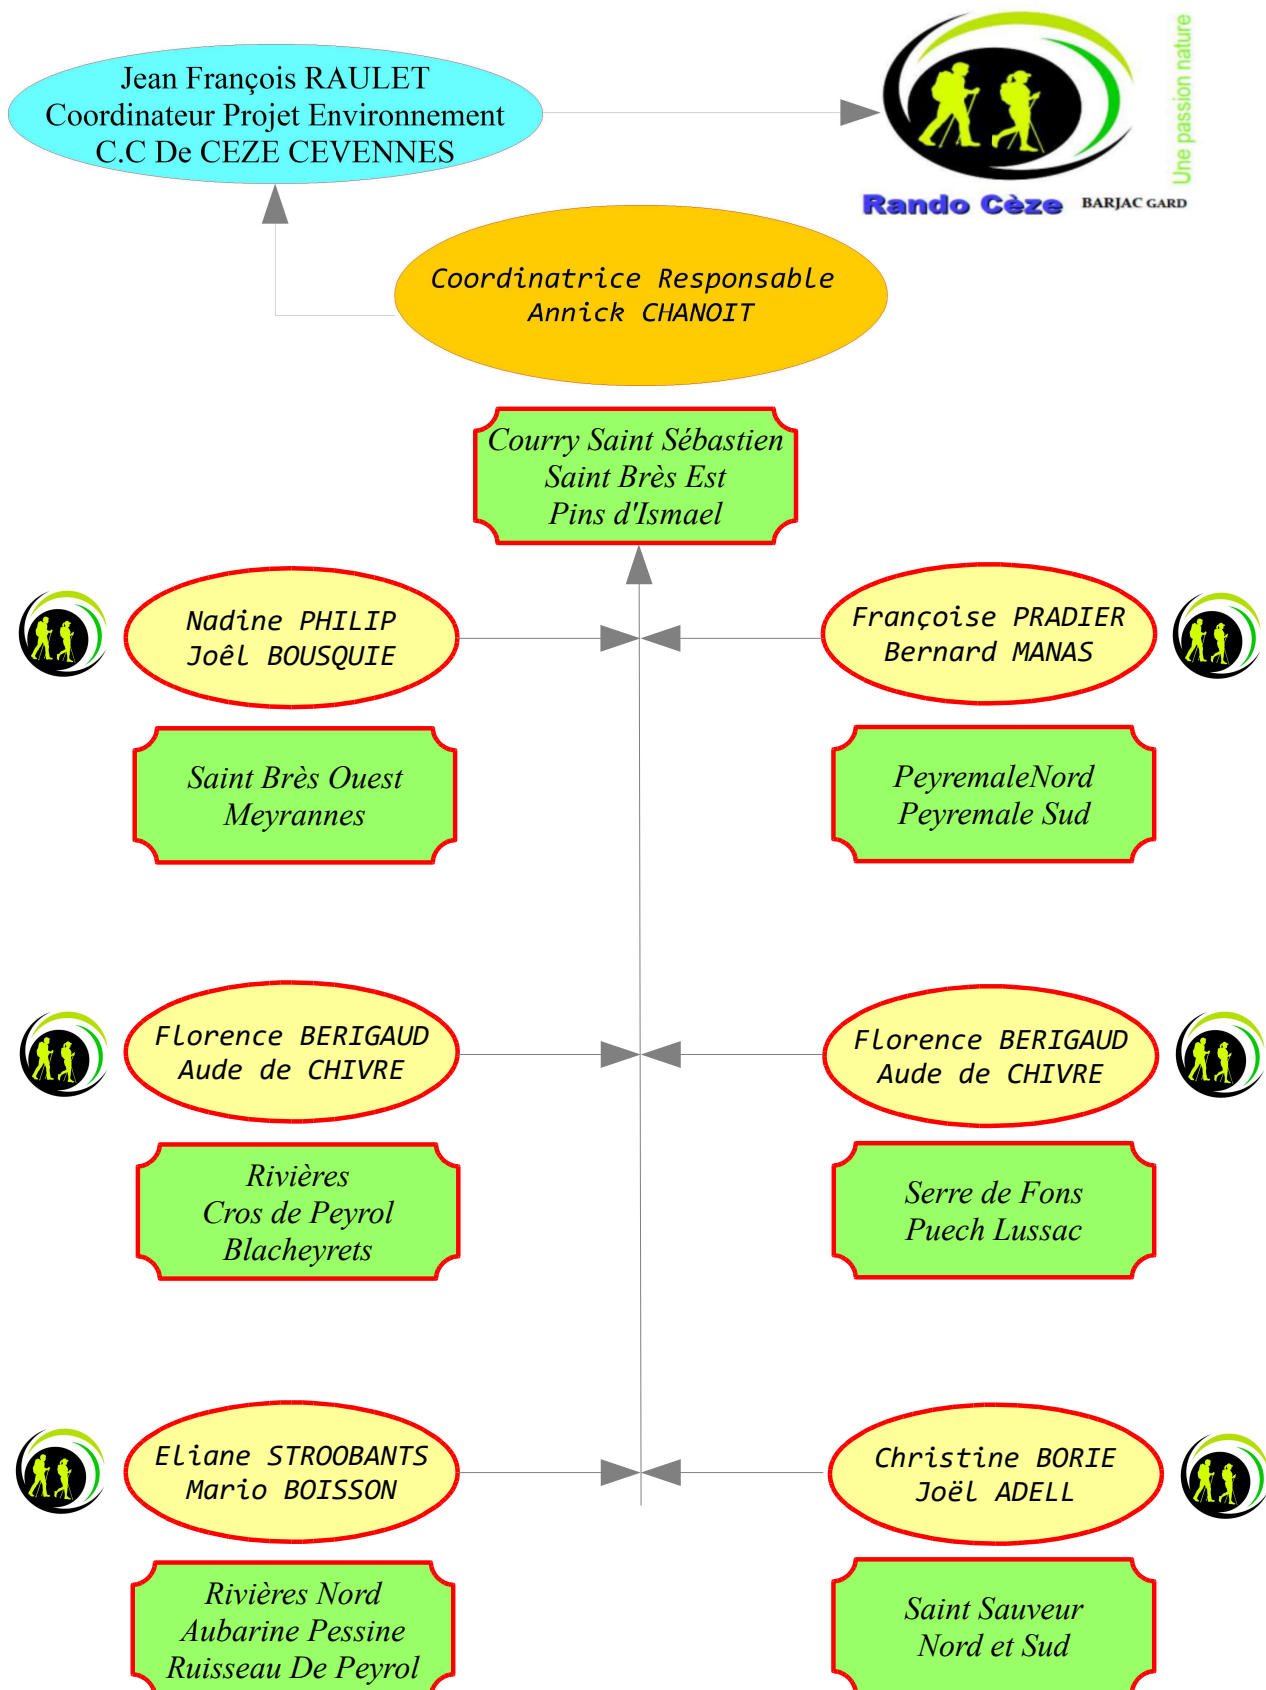 Jean François RAULET
Coordinateur Projet Environnement
C.C De CEZE CEVENNES
Une passion nature
Rando Cèze
BARJAC GARD
Coordinatrice Responsable
Annick CHANOIT
Courry Saint Sébastien
Saint Brès Est
Pins d'Ismael
Nadine PHILIP
Joêl BOUSQUIE
Françoise PRADIER
Bernard MANAS
Saint Brès Ouest
Meyrannes
PeyremaleNord
Peyremale Sud
Florence BERIGAUD
Aude de CHIVRE
Florence BERIGAUD
Aude de CHIVRE
Rivières
Cros de Peyrol
Blacheyrets
Serre de Fons
Puech Lussac
Eliane STROOBANTS
Mario BOISSON
Christine BORIE
Joël ADELL
Rivières Nord
Aubarine Pessine
Ruisseau De Peyrol
Saint Sauveur
Nord et Sud